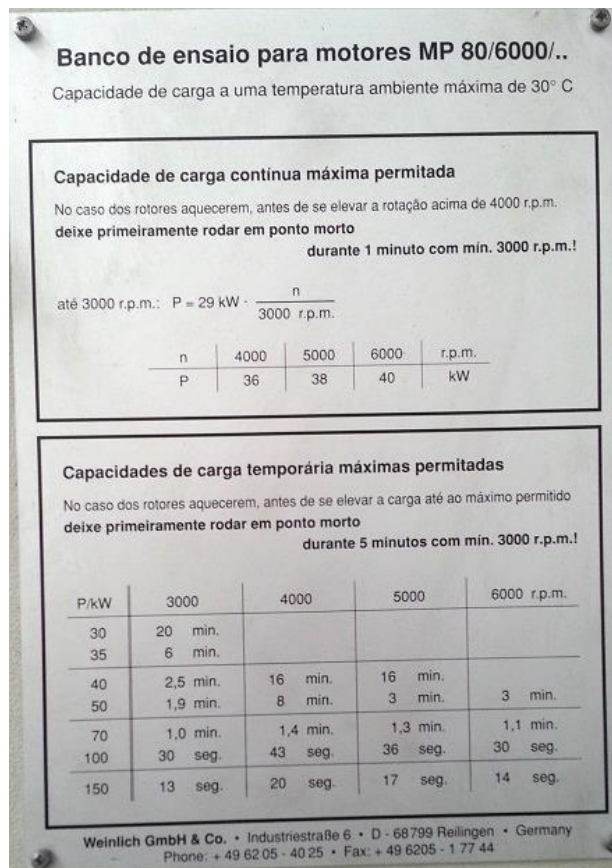 Banco de ensaio para motores MP 80/6000/..
Capacidade de carga a uma temperatura ambiente máxima de 30° C
Capacidade de carga contínua máxima permitada
No caso dos rotores aquecerem, antes de se elevar a rotação acima de 4000 r.p.m.
deixe primeiramente rodar em ponto morto
durante 1 minuto com mín. 3000 r.p.m.!
até 3000 r.p.m.: P = 29 kW · n / 3000 r.p.m.
n 4000 5000 6000 r.p.m.
P 36 38 40 kW
Capacidades de carga temporária máximas permitadas
No caso dos rotores aquecerem, antes de se elevar a carga até ao máximo permitido
deixe primeiramente rodar em ponto morto
durante 5 minutos com mín. 3000 r.p.m.!
P/kW 3000 4000 5000 6000 r.p.m.
30 20 min.
35 6 min.
40 2,5 min. 16 min. 16 min.
50 1,9 min. 8 min. 3 min. 3 min.
70 1,0 min. 1,4 min. 1,3 min. 1,1 min.
100 30 seg. 43 seg. 36 seg. 30 seg.
150 13 seg. 20 seg. 17 seg. 14 seg.
Weinlich GmbH & Co. • Industriestraße 6 • D - 68799 Reilingen • Germany
Phone: + 49 62 05 - 40 25 • Fax: + 49 6205 - 1 77 44